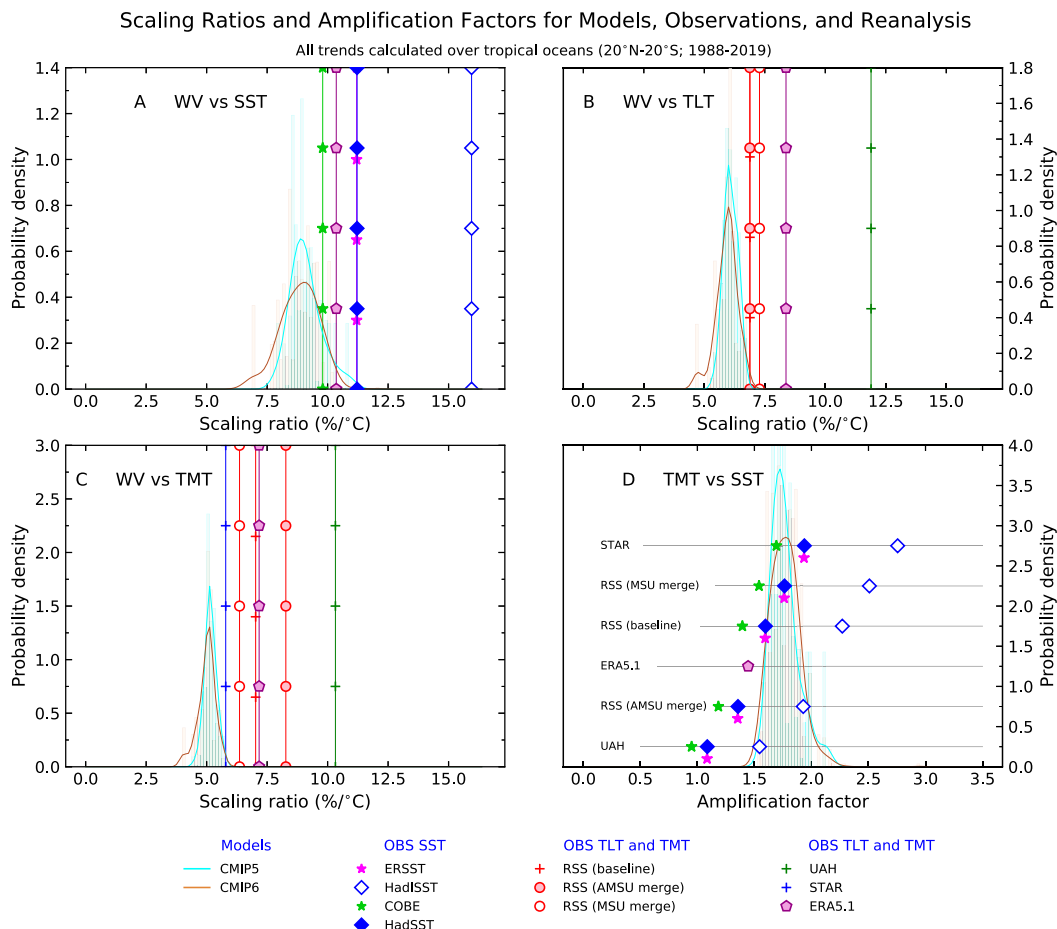 Scaling Ratios and Amplification Factors for Models, Observations, and Reanalysis
All trends calculated over tropical oceans (20°N-20°S; 1988-2019)
A WV vs SST
Probability density
1.4
1.2
1.0
0.8
0.6
0.4
0.2
0.0
0.0 2.5 5.0 7.5 10.0 12.5 15.0
Scaling ratio (%/°C)
B WV vs TLT
1.8
1.6
1.4
1.2
1.0
0.8
0.6
0.4
0.2
0.0
Probability density
0.0 2.5 5.0 7.5 10.0 12.5 15.0
Scaling ratio (%/°C)
C WV vs TMT
Probability density
3.0
2.5
2.0
1.5
1.0
0.5
0.0
0.0 2.5 5.0 7.5 10.0 12.5 15.0
Scaling ratio (%/°C)
D TMT vs SST
STAR
RSS (MSU merge)
RSS (baseline)
ERA5.1
RSS (AMSU merge)
UAH
4.0
3.5
3.0
2.5
2.0
1.5
1.0
0.5
0.0
Probability density
0.0 0.5 1.0 1.5 2.0 2.5 3.0 3.5
Amplification factor
Models
CMIP5
CMIP6
OBS SST
ERSST
HadISST
COBE
HadSST
OBS TLT and TMT
RSS (baseline)
RSS (AMSU merge)
RSS (MSU merge)
OBS TLT and TMT
UAH
STAR
ERA5.1